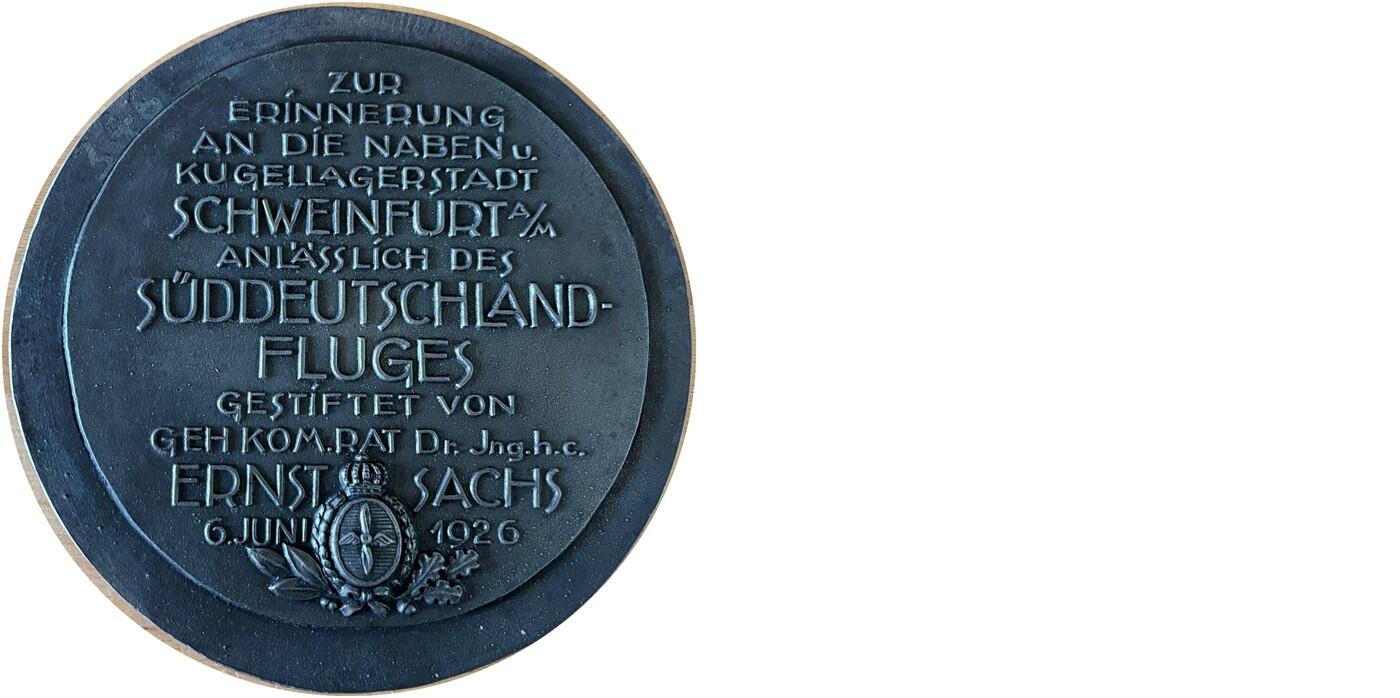 ZUR
ERINNERUNG
AN DIE NABEN u.
KUGELLAGERSTADT
SCHWEINFURT A/M
ANLÄSSLICH DES
SÜDDEUTSCHLAND-
FLUGES
GESTIFTET VON
GEH KOM.RAT Dr. Jng.h.c.
ERNST SACHS
6.JUNI 1926